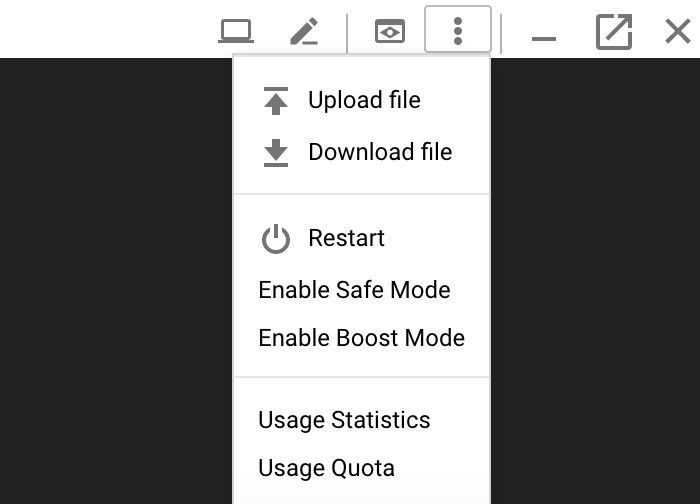 Upload file
Download file
Restart
Enable Safe Mode
Enable Boost Mode
Usage Statistics
Usage Quota